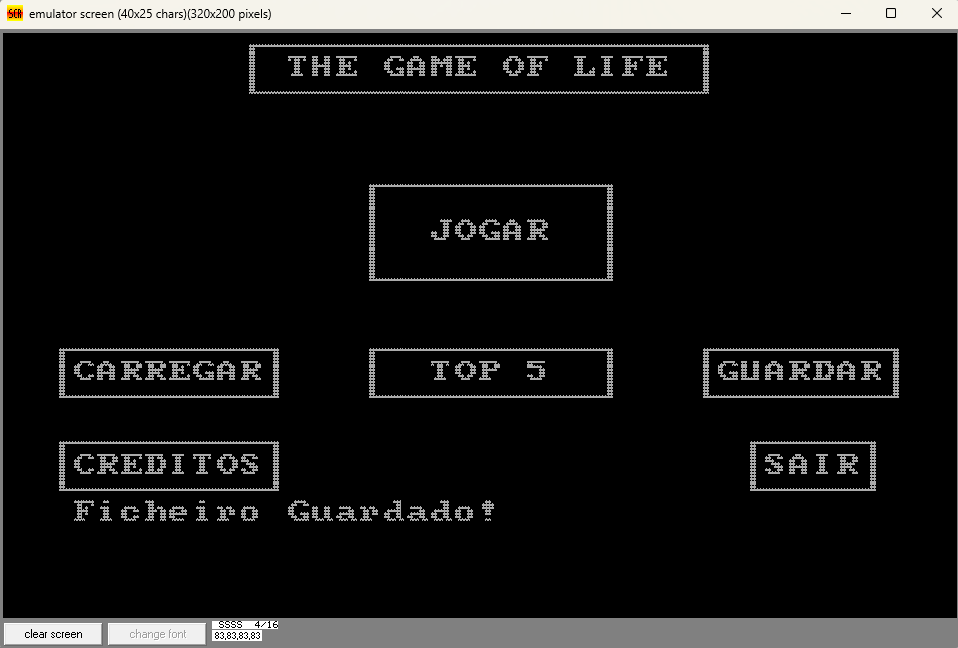 SCR emulator screen (40x25 chars)(320x200 pixels)
THE GAME OF LIFE
JOGAR
CARREGAR TOP 5 GUARDAR
CREDITOS SAIR
Ficheiro Guardado!
clear screen change font SSSS 4/16
83,83,83,83